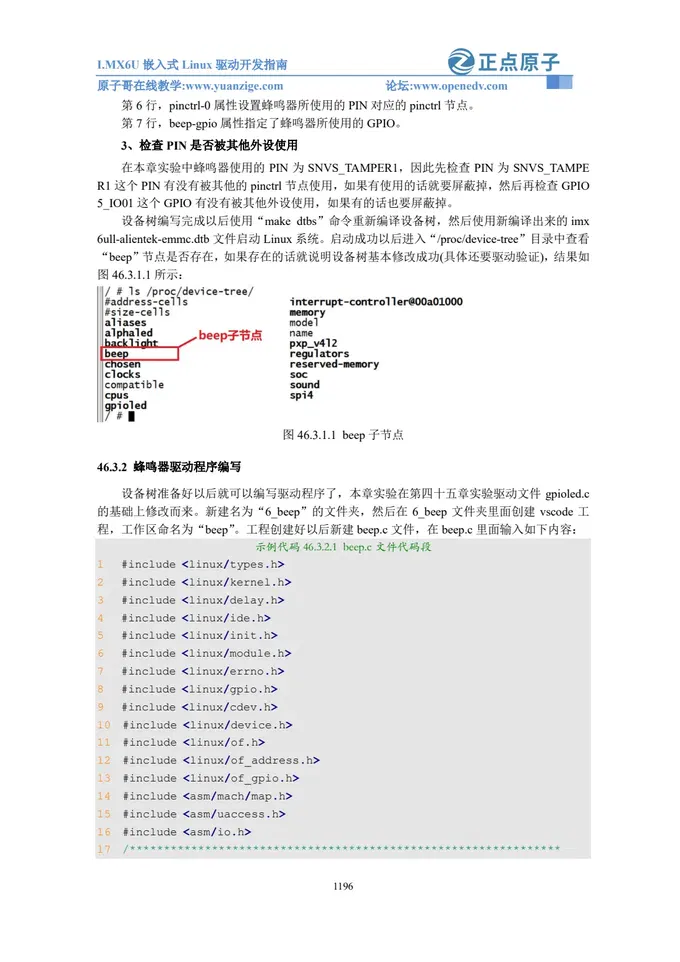 I.MX6U 嵌入式 Linux 驱动开发指南
正点原子
原子哥在线教学:www.yuanzige.com 论坛:www.openedv.com
第 6 行，pinctrl-0 属性设置蜂鸣器所使用的 PIN 对应的 pinctrl 节点。
第 7 行，beep-gpio 属性指定了蜂鸣器所使用的 GPIO。
3、检查 PIN 是否被其他外设使用
在本章实验中蜂鸣器使用的 PIN 为 SNVS_TAMPER1，因此先检查 PIN 为 SNVS_TAMPE
R1 这个 PIN 有没有被其他的 pinctrl 节点使用，如果有使用的话就要屏蔽掉，然后再检查 GPIO
5_IO01 这个 GPIO 有没有被其他外设使用，如果有的话也要屏蔽掉。
设备树编写完成以后使用“make dtbs”命令重新编译设备树，然后使用新编译出来的 imx
6ull-alientek-emmc.dtb 文件启动 Linux 系统。启动成功以后进入“/proc/device-tree”目录中查看
“beep”节点是否存在，如果存在的话就说明设备树基本修改成功(具体还要驱动验证)，结果如
图 46.3.1.1 所示：
/ # ls /proc/device-tree/
#address-cells interrupt-controller@00a01000
#size-cells memory
aliases model
alphaled name
backlight pxp_v4l2
beep regulators
chosen reserved-memory
clocks soc
compatible sound
cpus spi4
gpioled
/ #
beep子节点
图 46.3.1.1 beep 子节点
46.3.2 蜂鸣器驱动程序编写
设备树准备好以后就可以编写驱动程序了，本章实验在第四十五章实验驱动文件 gpioled.c
的基础上修改而来。新建名为“6_beep”的文件夹，然后在 6_beep 文件夹里面创建 vscode 工
程，工作区命名为“beep”。工程创建好以后新建 beep.c 文件，在 beep.c 里面输入如下内容：
示例代码 46.3.2.1 beep.c 文件代码段
1 #include <linux/types.h>
2 #include <linux/kernel.h>
3 #include <linux/delay.h>
4 #include <linux/ide.h>
5 #include <linux/init.h>
6 #include <linux/module.h>
7 #include <linux/errno.h>
8 #include <linux/gpio.h>
9 #include <linux/cdev.h>
10 #include <linux/device.h>
11 #include <linux/of.h>
12 #include <linux/of_address.h>
13 #include <linux/of_gpio.h>
14 #include <asm/mach/map.h>
15 #include <asm/uaccess.h>
16 #include <asm/io.h>
17 /***************************************************************
1196